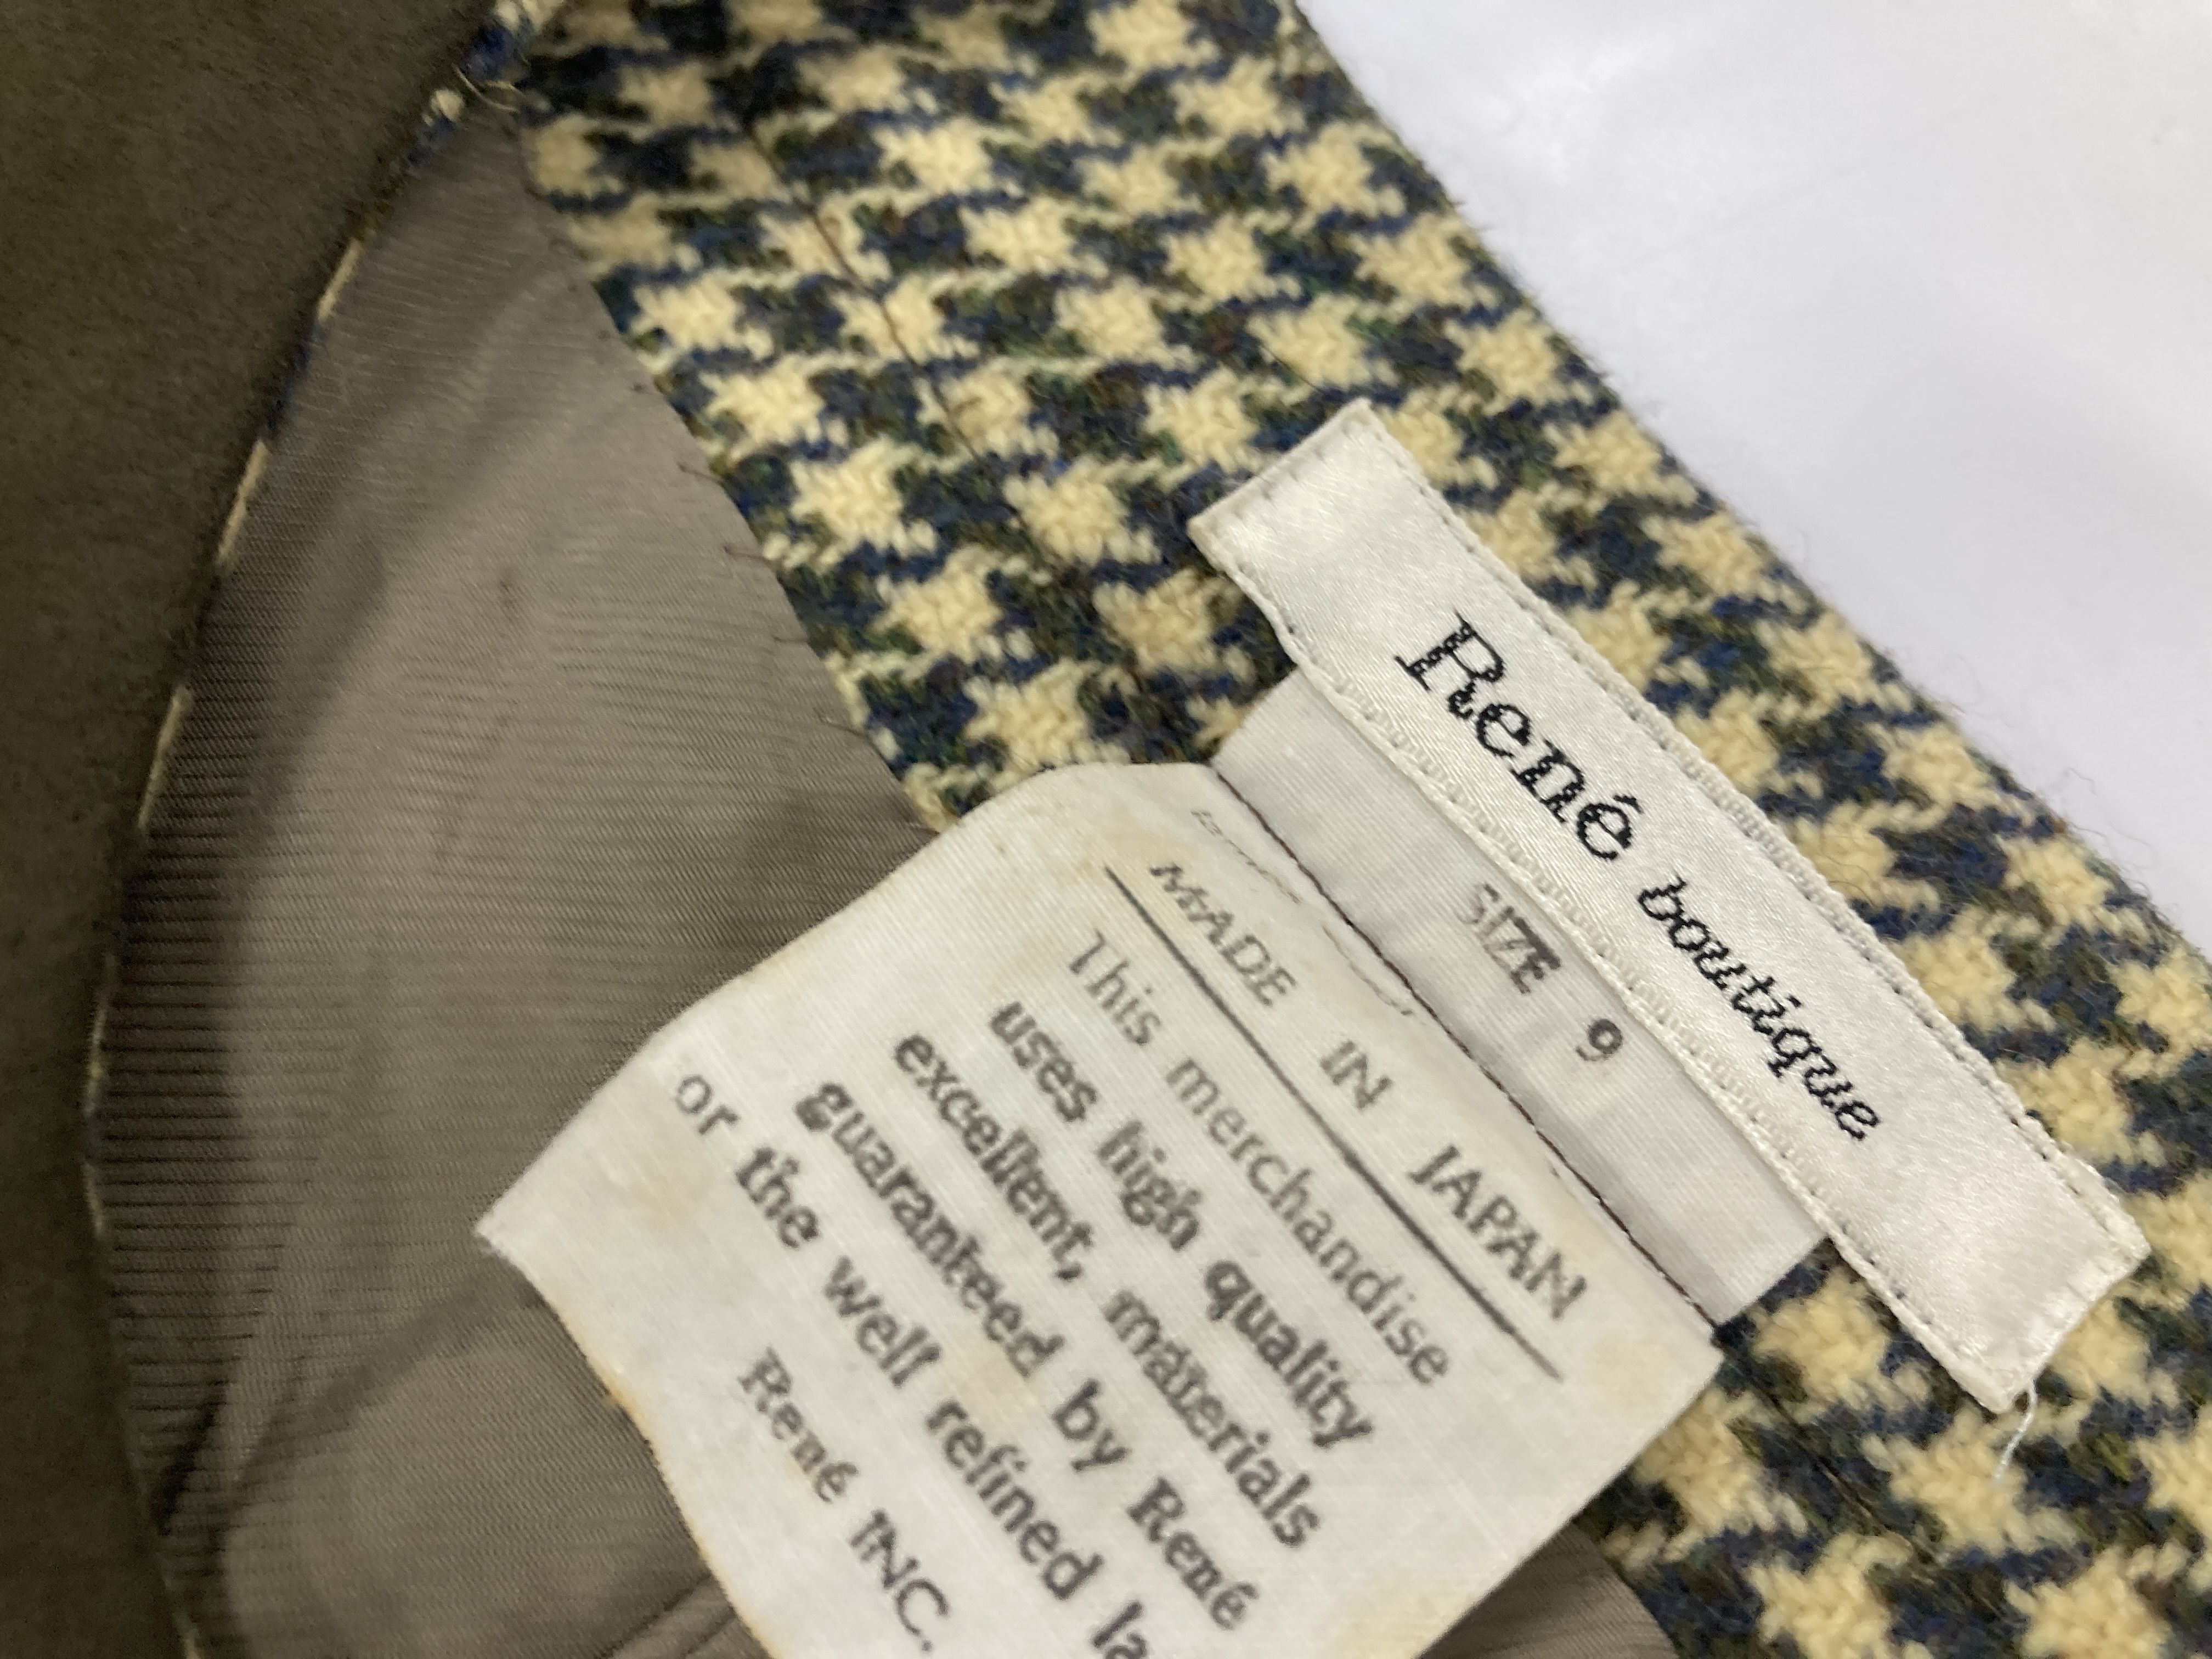 René boutique
SIZE 9
MADE IN JAPAN
This merchandise
uses high quality
excellent, materials
guaranteed by René
or the well refined la
René INC.